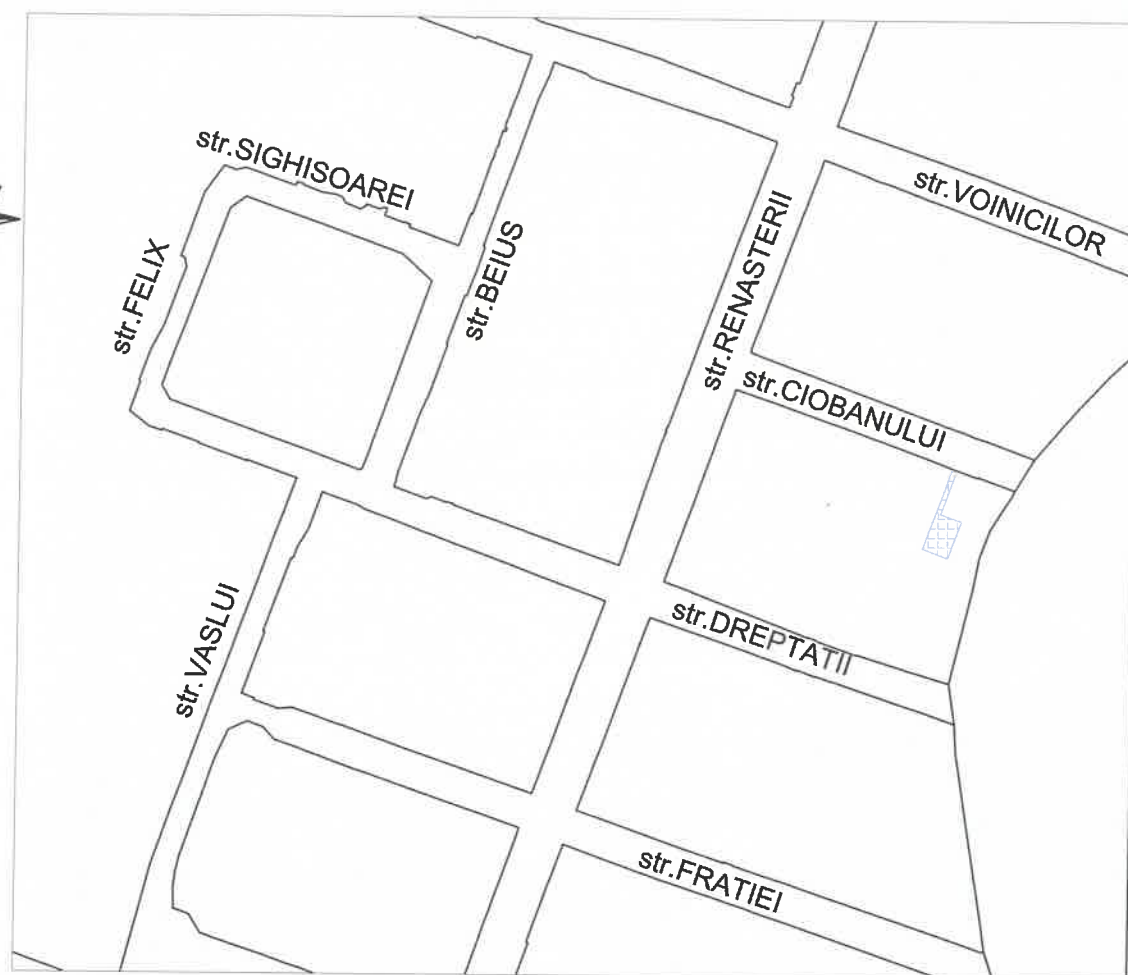 str.SIGHISOAREI
str.VOINICILOR
str.FELIX
str.BEIUS
str.RENASTERII
str.CIOBANULUI
str.VASLUI
str.DREPTATII
str.FRATIEI